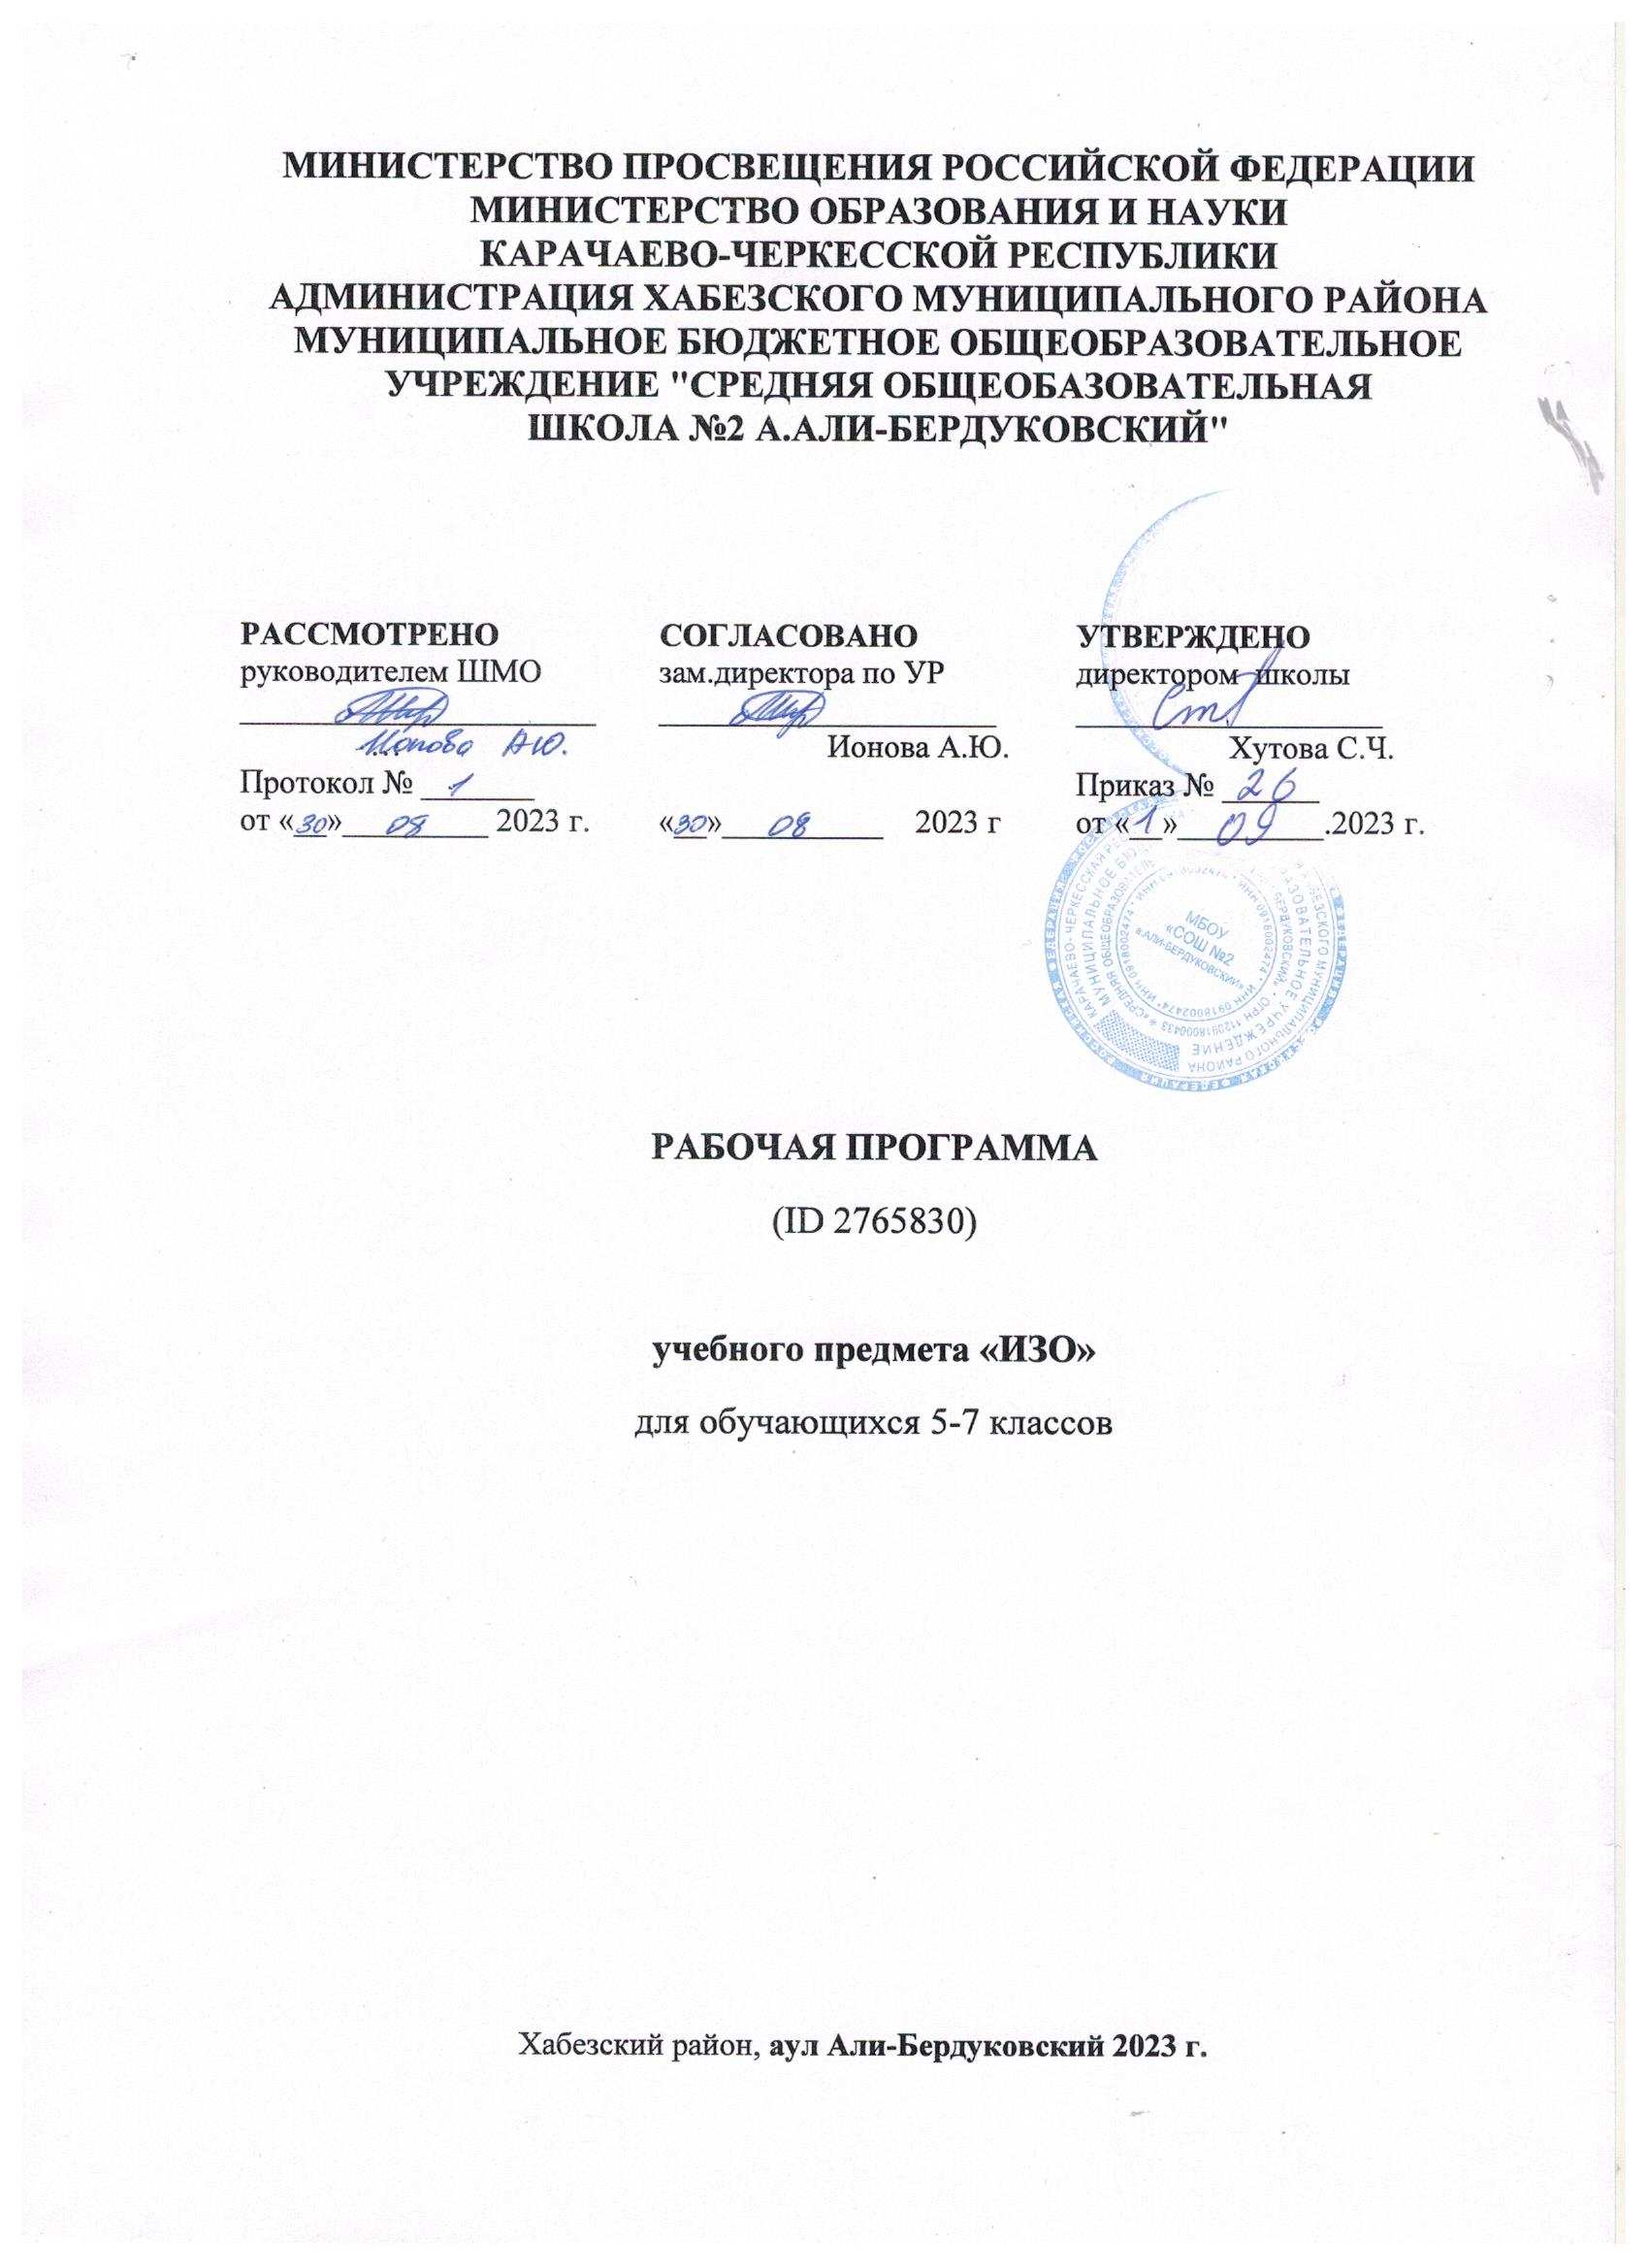 МИНИСТЕРСТВО ПРОСВЕЩЕНИЯ РОССИЙСКОЙ ФЕДЕРАЦИИ
МИНИСТЕРСТВО ОБРАЗОВАНИЯ И НАУКИ
КАРАЧАЕВО-ЧЕРКЕССКОЙ РЕСПУБЛИКИ
АДМИНИСТРАЦИЯ ХАБЕЗСКОГО МУНИЦИПАЛЬНОГО РАЙОНА
МУНИЦИПАЛЬНОЕ БЮДЖЕТНОЕ ОБЩЕОБРАЗОВАТЕЛЬНОЕ
УЧРЕЖДЕНИЕ "СРЕДНЯЯ ОБЩЕОБАЗОВАТЕЛЬНАЯ
ШКОЛА №2 А.АЛИ-БЕРДУКОВСКИЙ"
РАССМОТРЕНО
руководителем ШМО
Ионова А.Ю.
Протокол № 1
от «30» 08 2023 г.
СОГЛАСОВАНО
зам.директора по УР
Ионова А.Ю.
«30» 08 2023 г
УТВЕРЖДЕНО
директором школы
Хутова С.Ч.
Приказ № 26
от «1» 09.2023 г.
МБОУ
«СОШ №2
а.АЛИ-БЕРДУКОВСКИЙ»
РАБОЧАЯ ПРОГРАММА
(ID 2765830)
учебного предмета «ИЗО»
для обучающихся 5-7 классов
Хабезский район, аул Али-Бердуковский 2023 г.